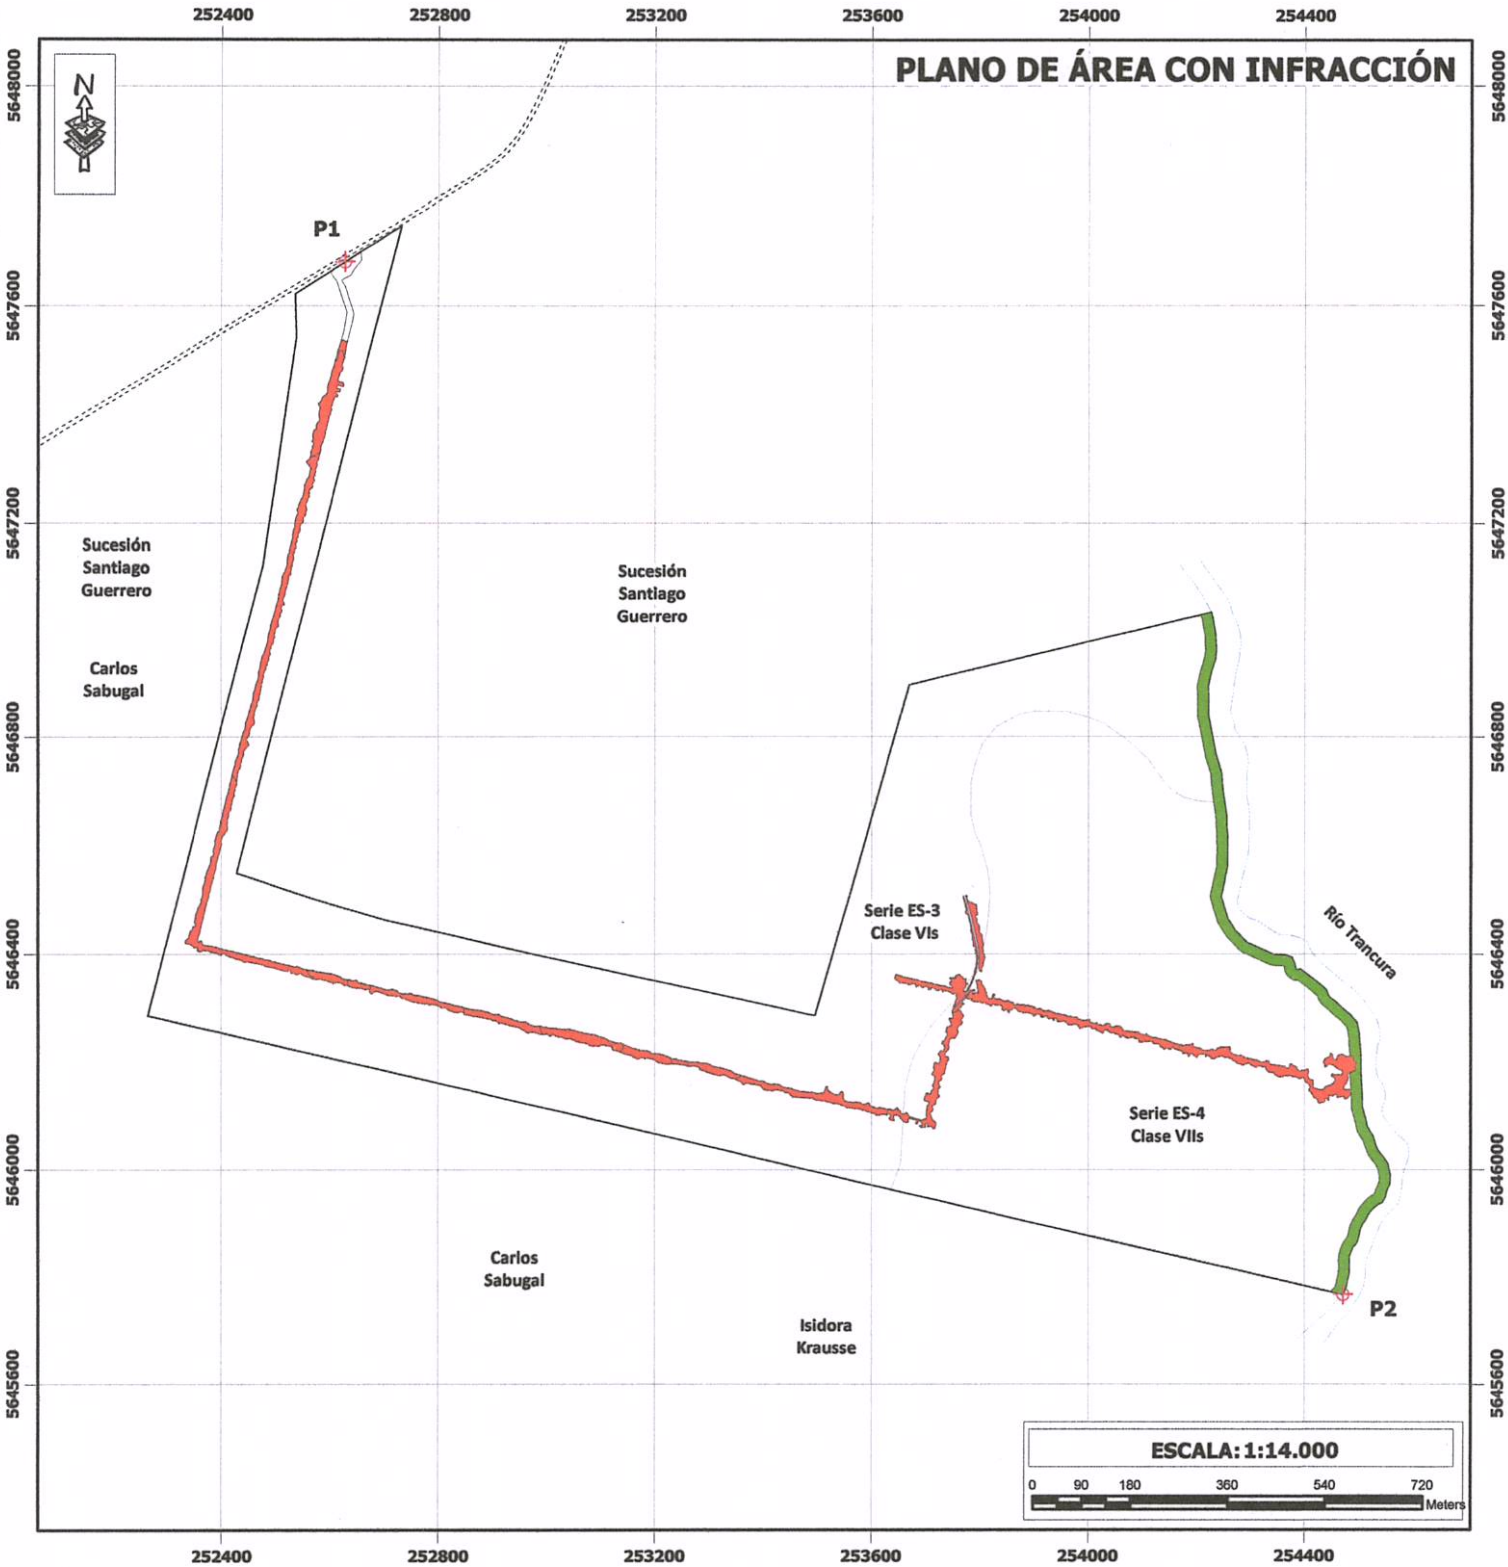 252400 252800 253200 253600 254000 254400
PLANO DE ÁREA CON INFRACCIÓN
N
5648000
5648000
P1
5647600
5647600
5647200
5647200
Sucesión
Santiago
Guerrero
Sucesión
Santiago
Guerrero
Carlos
Sabugal
5646800
5646800
Serie ES-3
Clase VIs
Río Trancura
5646400
5646400
Serie ES-4
Clase VIIs
5646000
5646000
Carlos
Sabugal
P2
Isidora
Krausse
5645600
5645600
ESCALA: 1:14.000
0 90 180 360 540 720
Meters
252400 252800 253200 253600 254000 254400